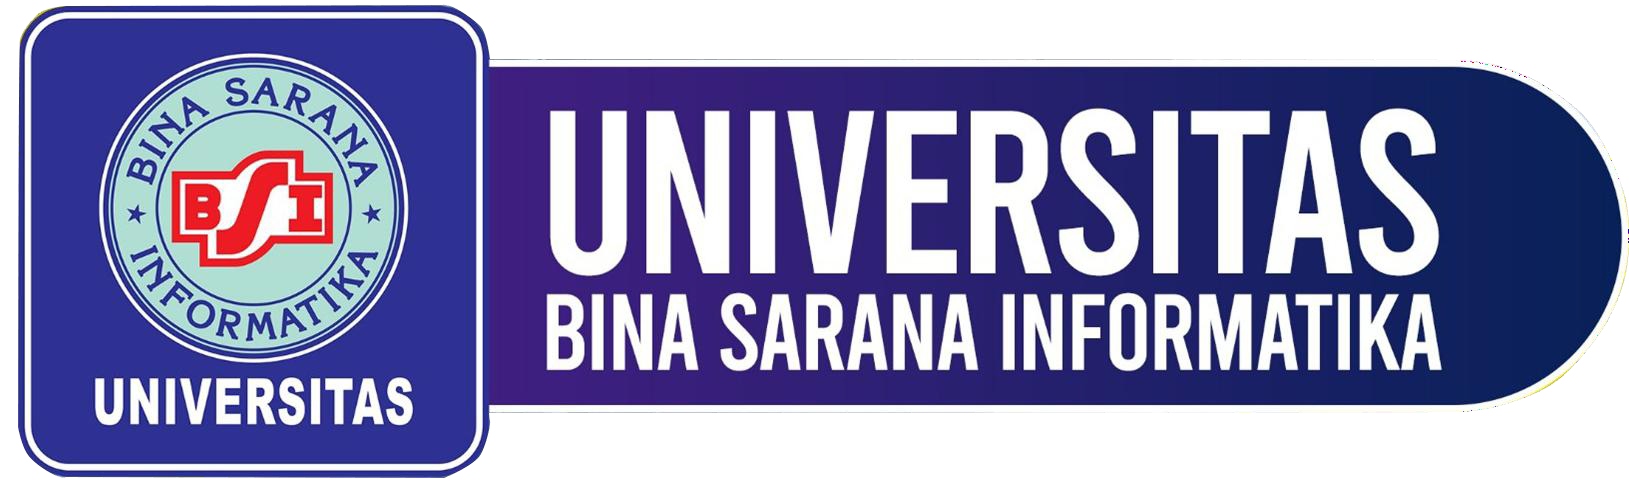 BINA SARANA
BSI
INFORMATIKA
UNIVERSITAS
UNIVERSITAS
BINA SARANA INFORMATIKA